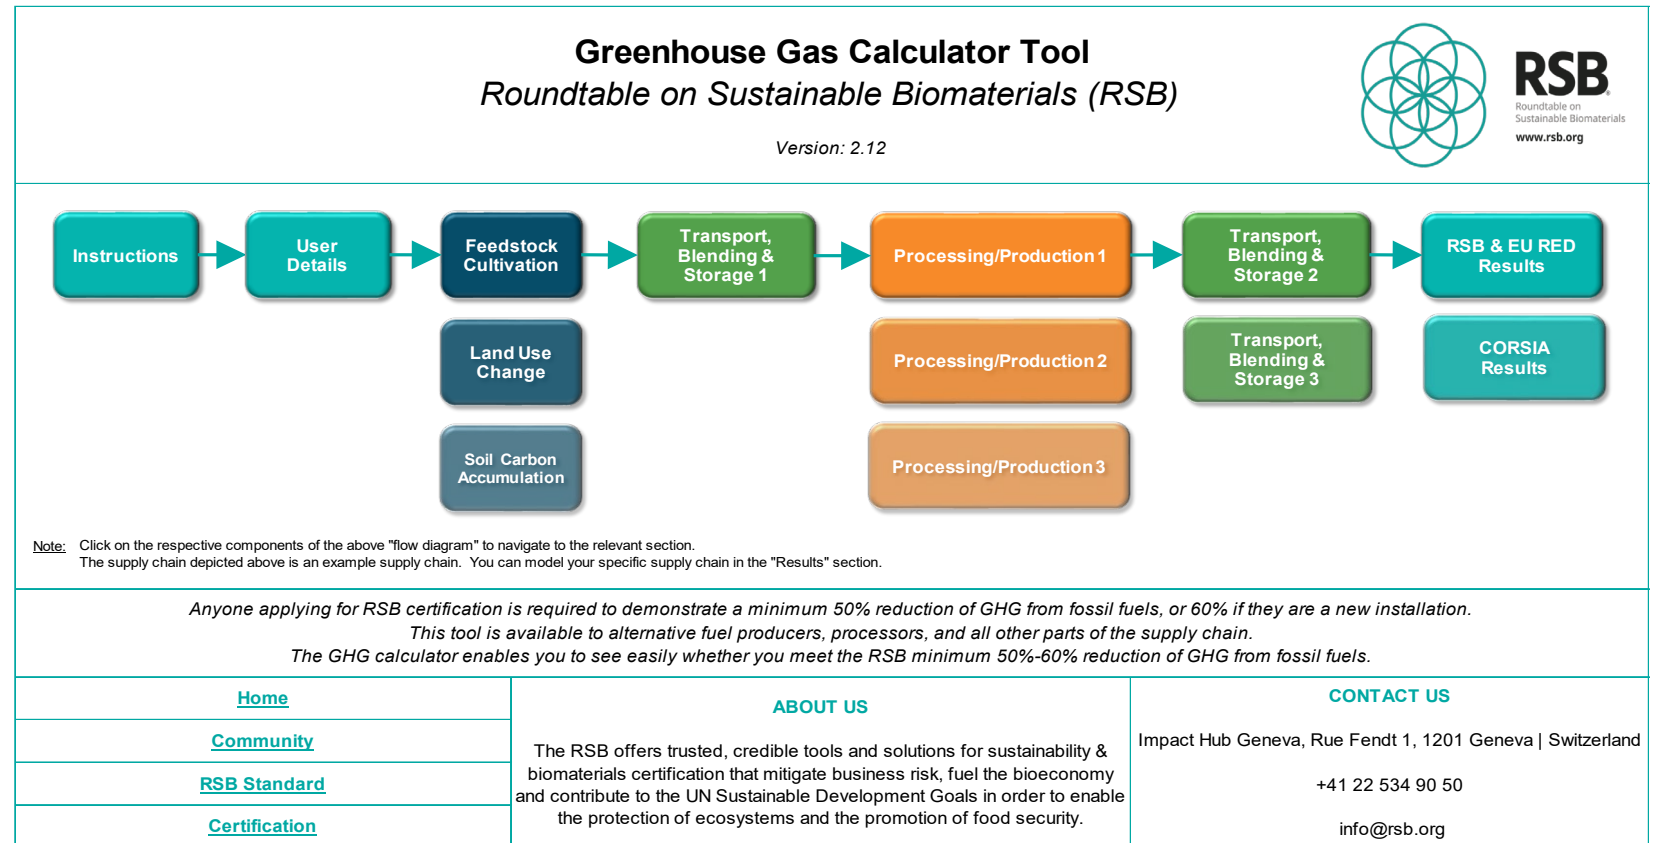 Greenhouse Gas Calculator Tool
Roundtable on Sustainable Biomaterials (RSB)
Version: 2.12
RSB
Roundtable on
Sustainable Biomaterials
www.rsb.org
Instructions
User
Details
Feedstock
Cultivation
Transport,
Blending &
Storage 1
Processing/Production 1
Transport,
Blending &
Storage 2
RSB & EU RED
Results
Land Use
Change
Processing/Production 2
Transport,
Blending &
Storage 3
CORSIA
Results
Soil Carbon
Accumulation
Processing/Production 3
Note: Click on the respective components of the above "flow diagram" to navigate to the relevant section.
The supply chain depicted above is an example supply chain. You can model your specific supply chain in the "Results" section.
Anyone applying for RSB certification is required to demonstrate a minimum 50% reduction of GHG from fossil fuels, or 60% if they are a new installation.
This tool is available to alternative fuel producers, processors, and all other parts of the supply chain.
The GHG calculator enables you to see easily whether you meet the RSB minimum 50%-60% reduction of GHG from fossil fuels.
Home
Community
RSB Standard
Certification
ABOUT US
The RSB offers trusted, credible tools and solutions for sustainability &
biomaterials certification that mitigate business risk, fuel the bioeconomy
and contribute to the UN Sustainable Development Goals in order to enable
the protection of ecosystems and the promotion of food security.
CONTACT US
Impact Hub Geneva, Rue Fendt 1, 1201 Geneva | Switzerland
+41 22 534 90 50
info@rsb.org